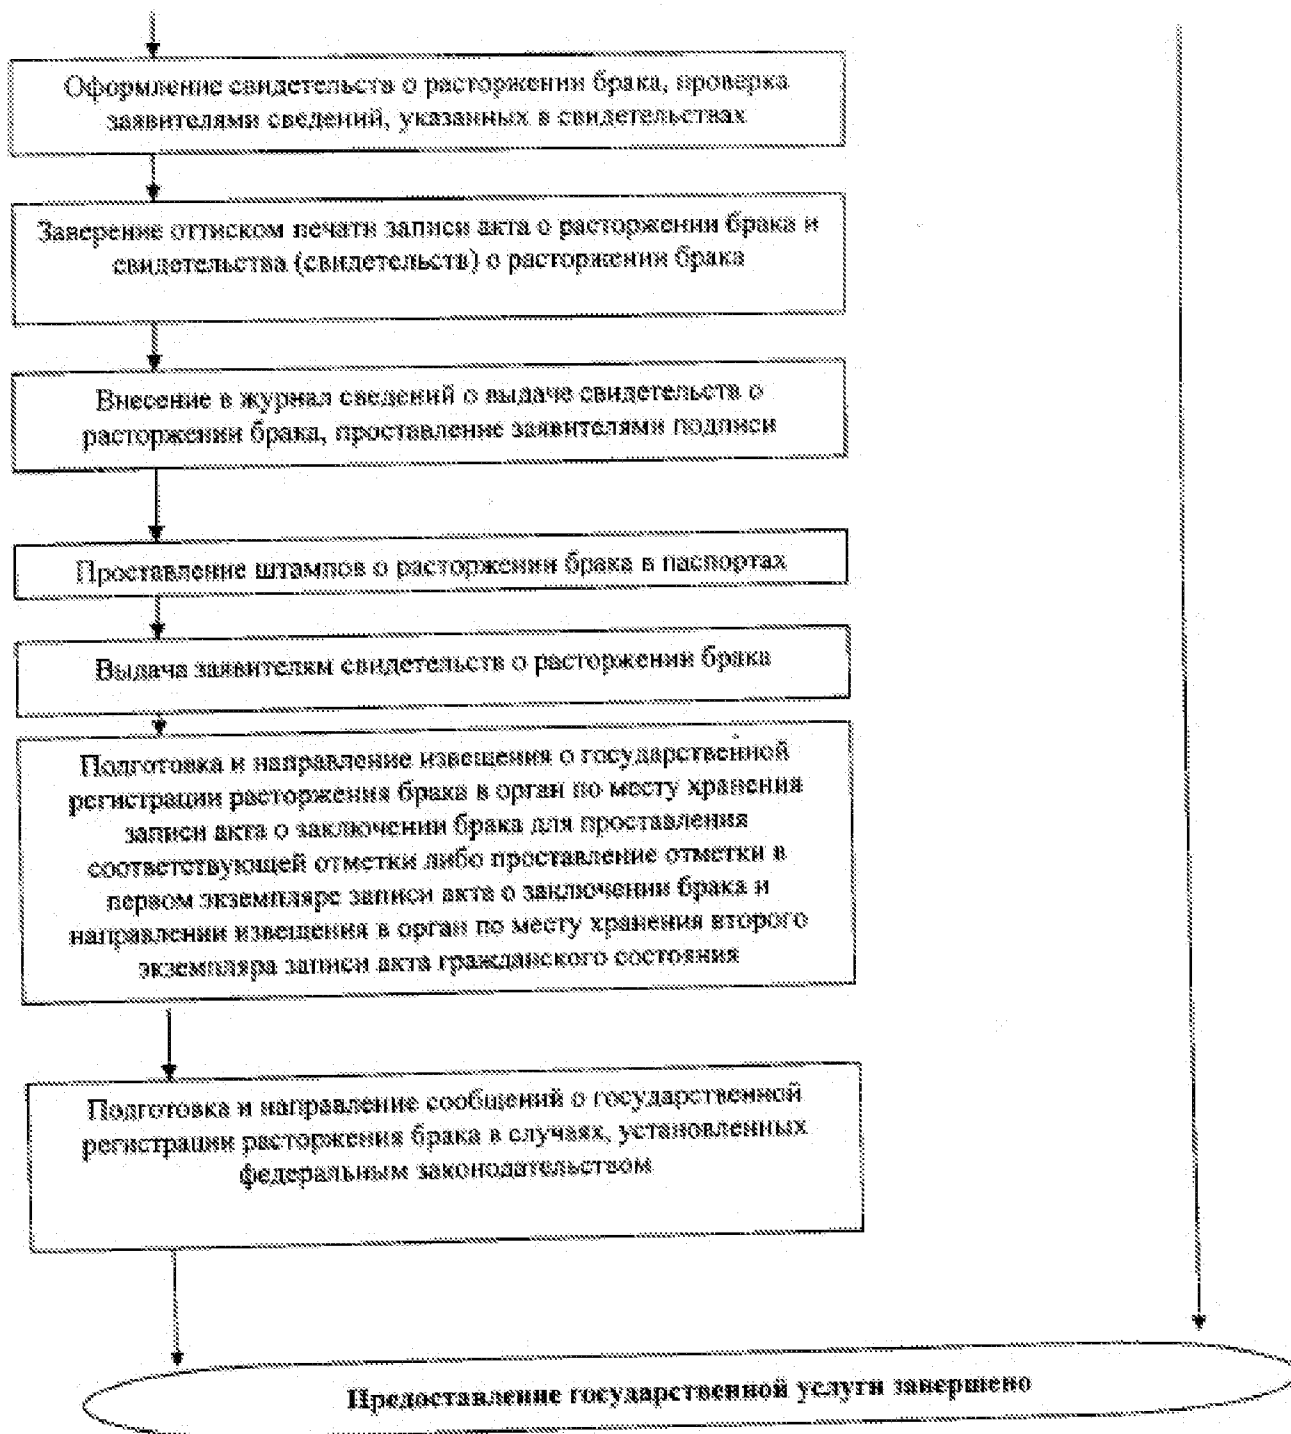 Оформление свидетельств о расторжении брака, проверка
заявителями сведений, указанных в свидетельствах
Заверение оттиском печати записи акта о расторжении брака и
свидетельства (свидетельств) о расторжении брака
Внесение в журнал сведений о выдаче свидетельств о
расторжении брака, проставление заявителями подписи
Проставление штампов о расторжении брака в паспортах
Выдача заявителям свидетельств о расторжении брака
Подготовка и направление извещения о государственной
регистрации расторжения брака в орган по месту хранения
записи акта о заключении брака для проставления
соответствующей отметки либо проставление отметки в
первом экземпляре записи акта о заключении брака и
направлении извещения в орган по месту хранения второго
экземпляра записи акта гражданского состояния
Подготовка и направление сообщений о государственной
регистрации расторжения брака в случаях, установленных
федеральным законодательством
Предоставление государственной услуги завершено